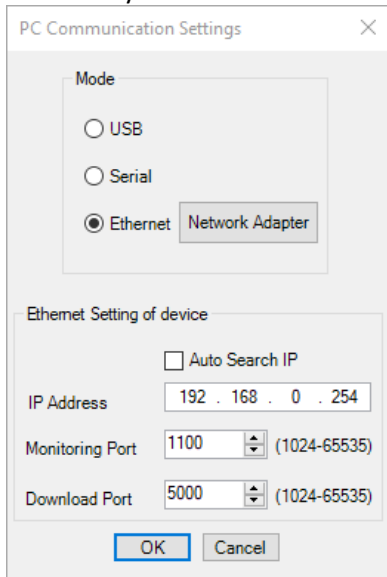 PC Communication Settings
Mode
USB
Serial
Ethernet Network Adapter
Ethernet Setting of device
Auto Search IP
IP Address 192 . 168 . 0 . 254
Monitoring Port 1100 (1024-65535)
Download Port 5000 (1024-65535)
OK Cancel